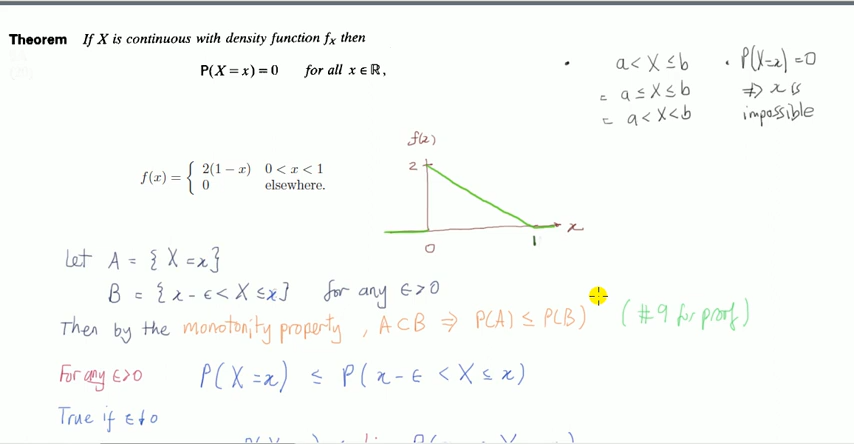 Theorem If X is continuous with density function fX then
P(X = x) = 0 for all x ∈ ℝ,
• a < X ≤ b
= a ≤ X ≤ b
= a < X < b
• P(X=x) = 0
⇏ x is
impossible
f(x) = { 2(1 − x) 0 < x < 1
0 elsewhere.
f(x)
2
0
1
x
Let A = {X = x}
B = {x - ε < X ≤ x} for any ε > 0
Then by the monotonity property, A ⊂ B ⇒ P(A) ≤ P(B) (#9 for proof)
For any ε > 0 P(X = x) ≤ P(x - ε < X ≤ x)
True if ε ↓ 0